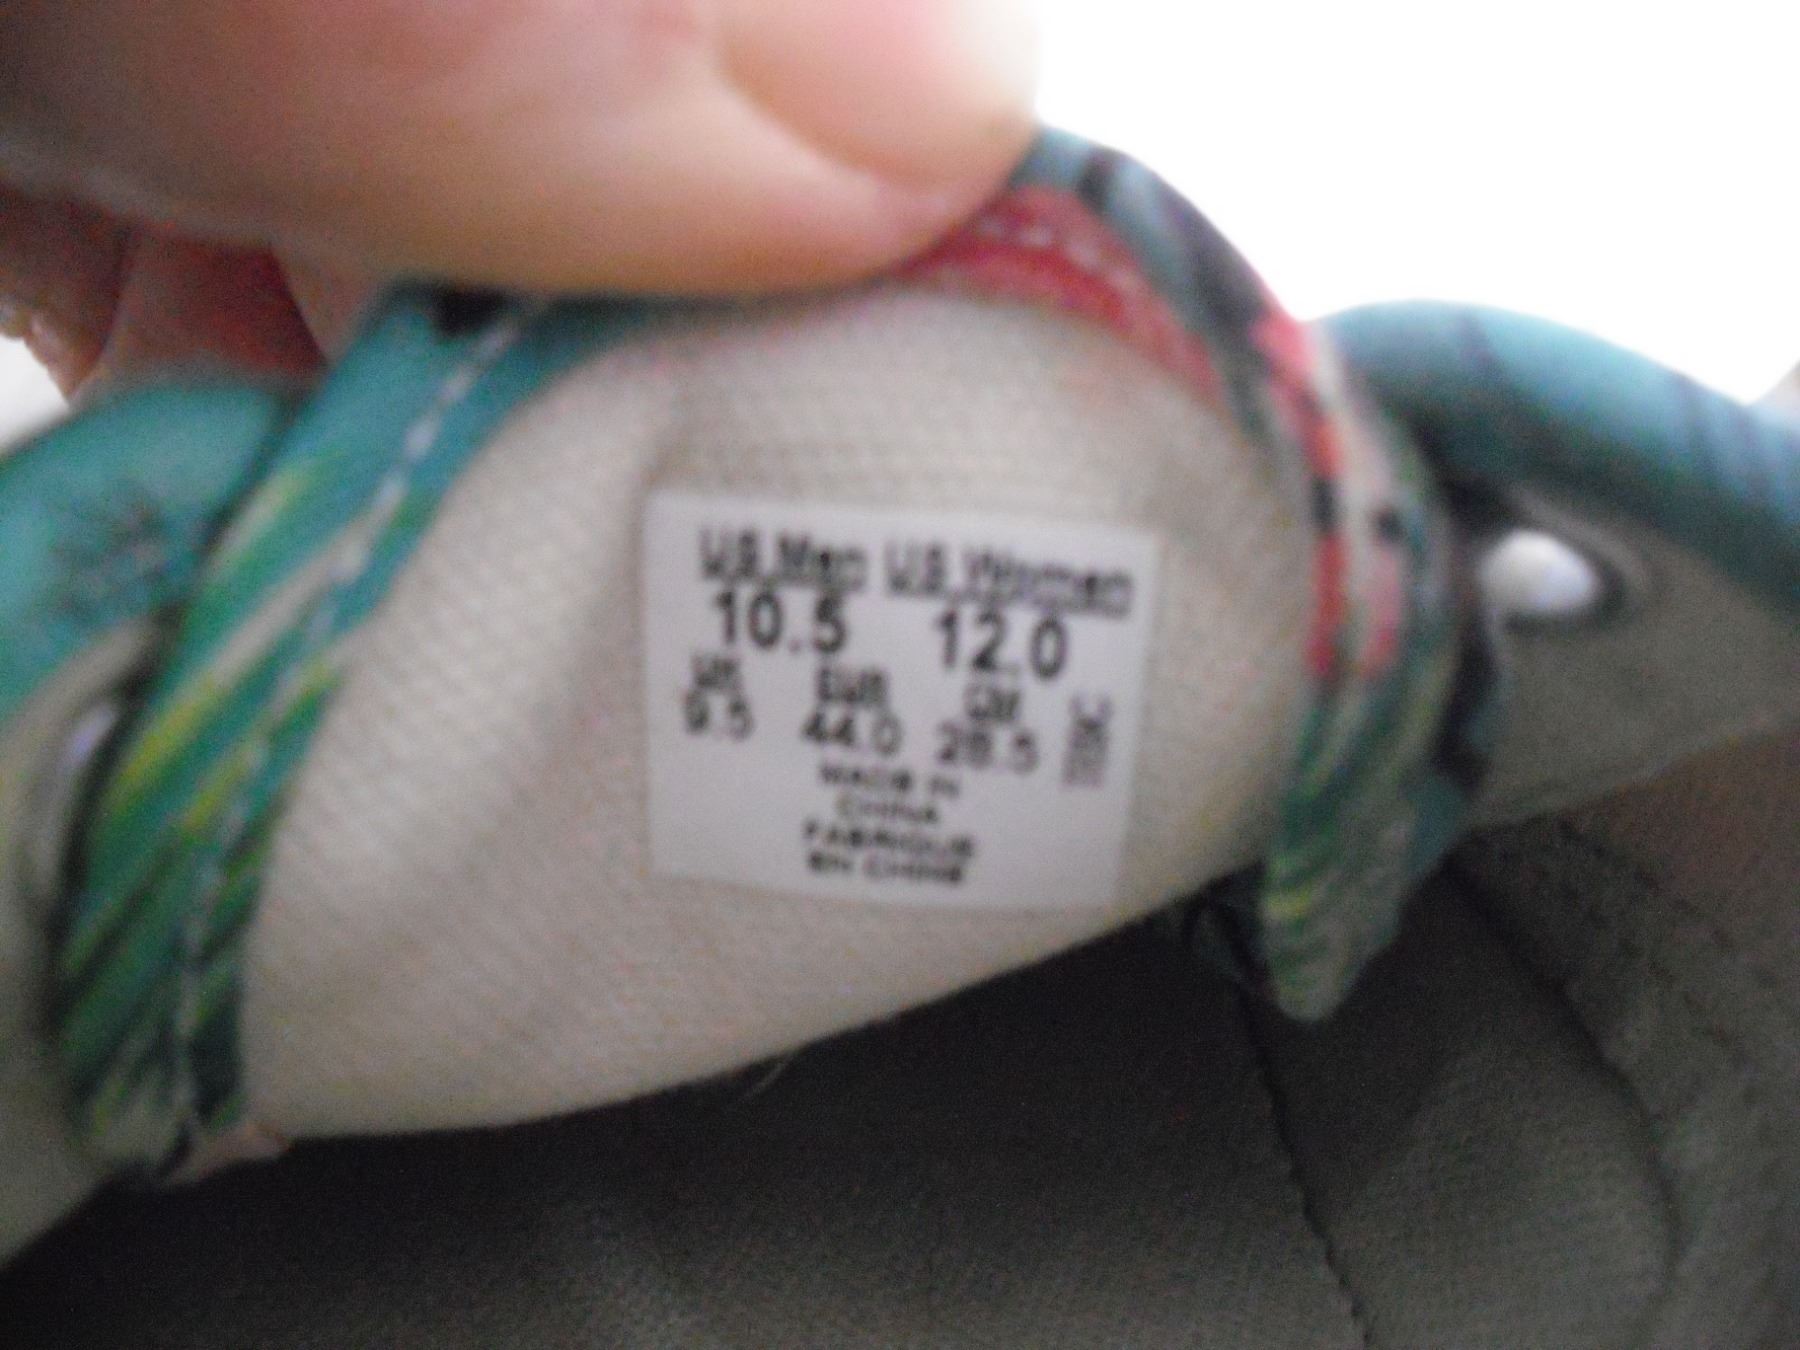 U.S.Men U.S.Women
10.5 12.0
UK EUR CM
9.5 44.0 28.5
MADE IN
CHINA
FABRIQUE
EN CHINE